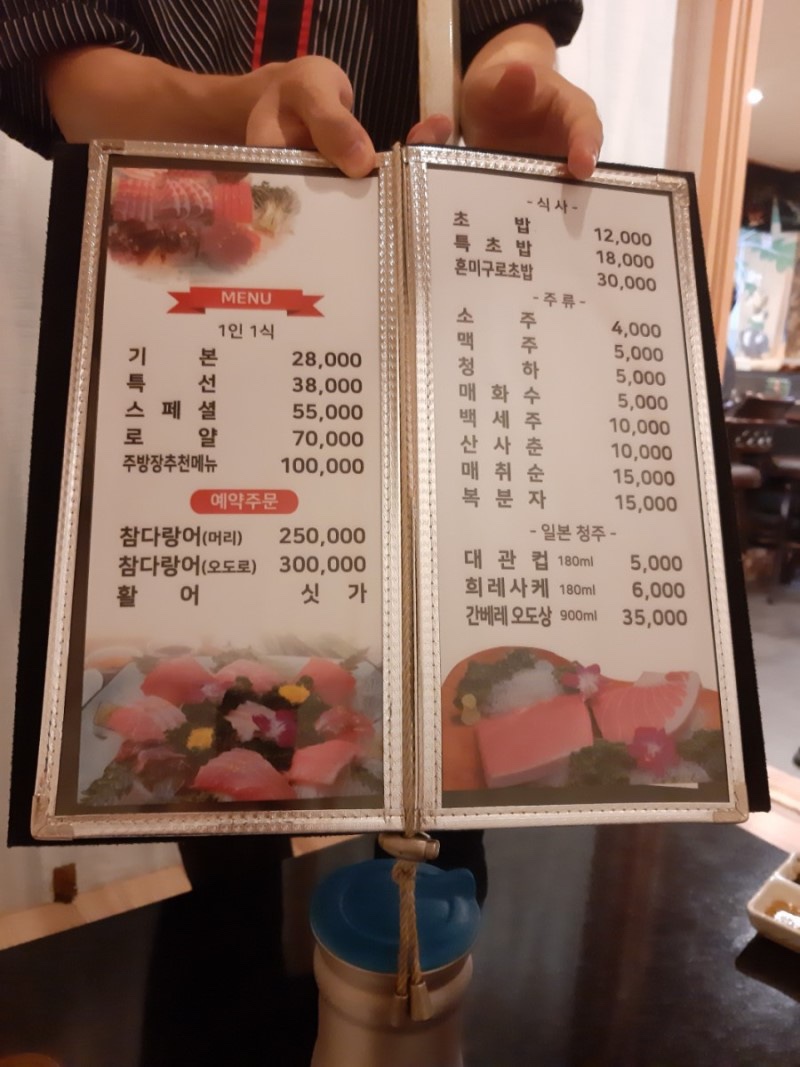 MENU
1인 1식
기 본 28,000
특 선 38,000
스 페 셜 55,000
로 얄 70,000
주방장추천메뉴 100,000
예약주문
참다랑어(머리) 250,000
참다랑어(오도로) 300,000
활 어 싯 가
- 식 사 -
초 밥 12,000
특 초 밥 18,000
혼미구로초밥 30,000
- 주 류 -
소 주 4,000
맥 주 5,000
청 하 5,000
매 화 수 5,000
백 세 주 10,000
산 사 춘 10,000
매 취 순 15,000
복 분 자 15,000
- 일본 청주 -
대 관 컵 180ml 5,000
희 레 사 케 180ml 6,000
간베레 오도상 900ml 35,000